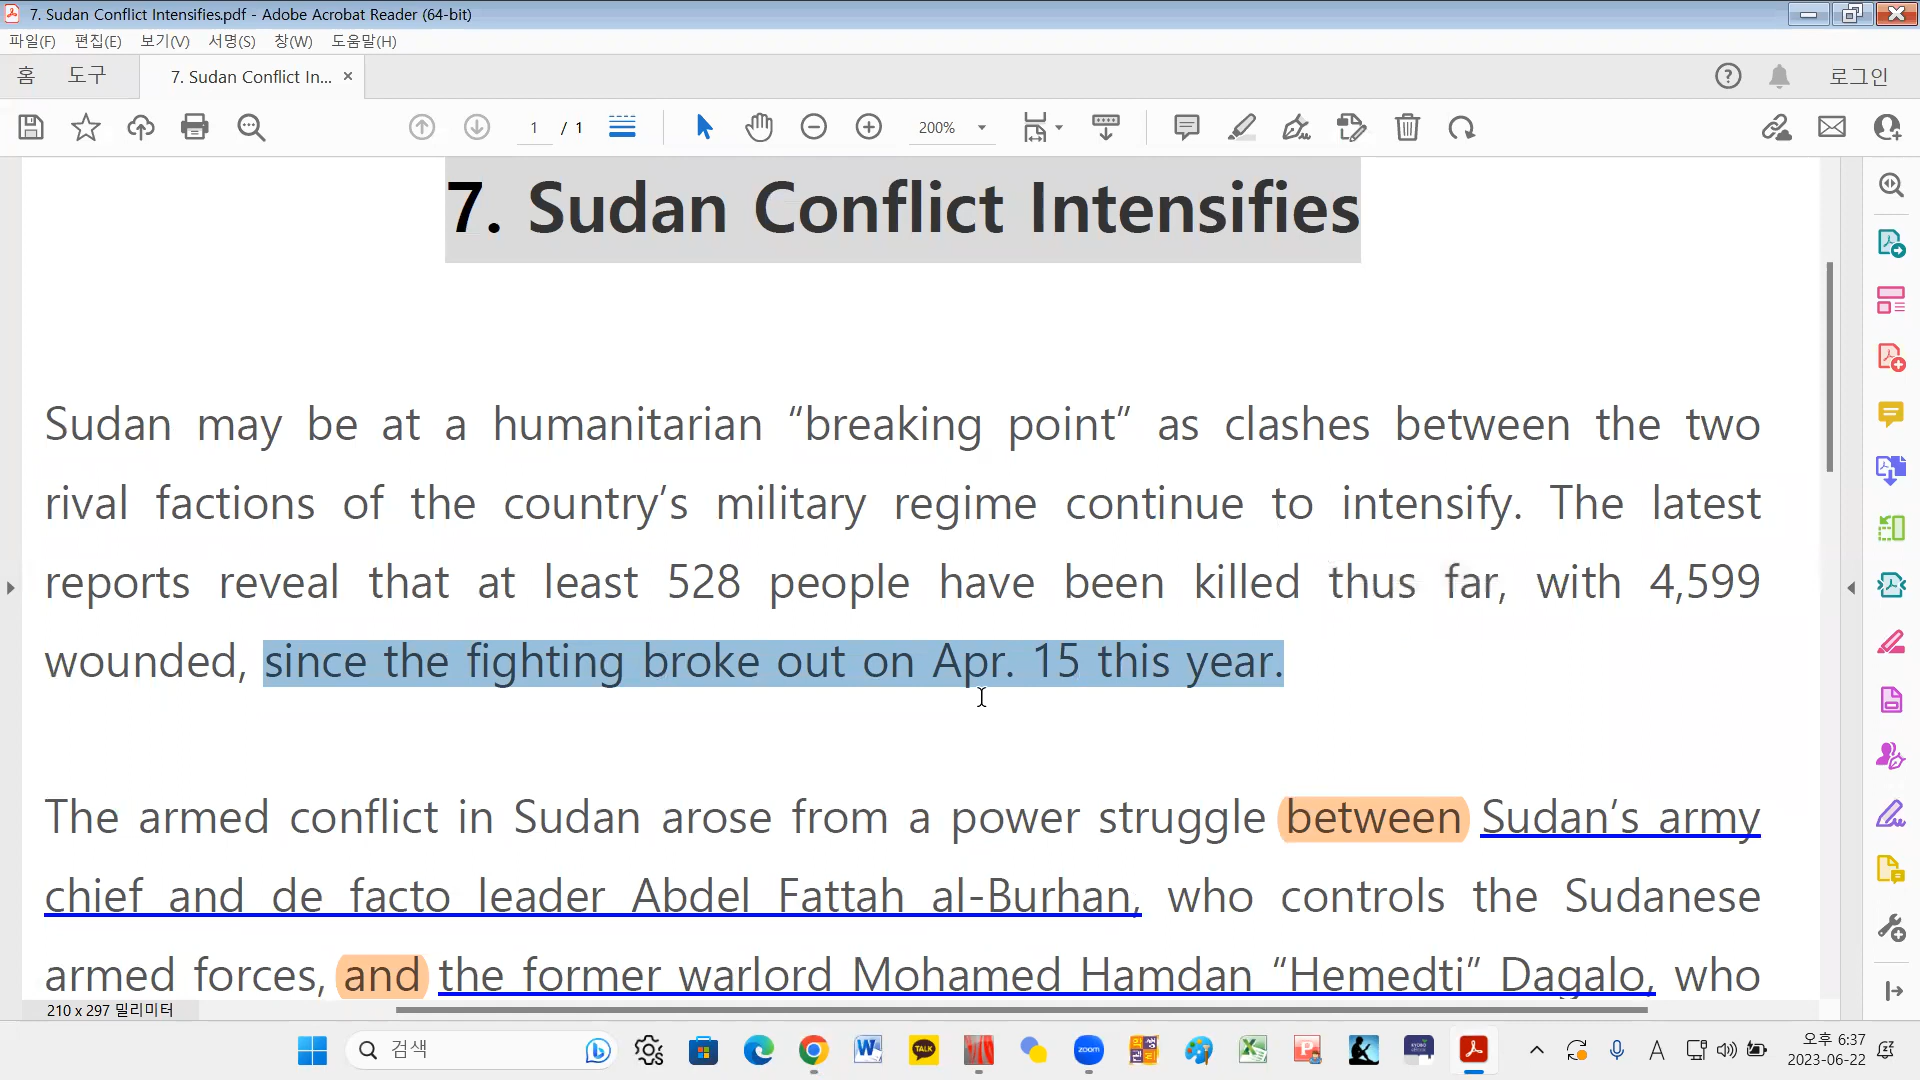 7. Sudan Conflict Intensifies.pdf - Adobe Acrobat Reader (64-bit)
파일(F) 편집(E) 보기(V) 서명(S) 창(W) 도움말(H)
홈 도구 7. Sudan Conflict In... × 로그인
1 / 1 200%
7. Sudan Conflict Intensifies
Sudan may be at a humanitarian “breaking point” as clashes between the two
rival factions of the country’s military regime continue to intensify. The latest
reports reveal that at least 528 people have been killed thus far, with 4,599
wounded, since the fighting broke out on Apr. 15 this year.
The armed conflict in Sudan arose from a power struggle between Sudan’s army
chief and de facto leader Abdel Fattah al-Burhan, who controls the Sudanese
armed forces, and the former warlord Mohamed Hamdan “Hemedti” Dagalo, who
210 x 297 밀리미터
검색 TALK zoom A 오후 6:37
2023-06-22